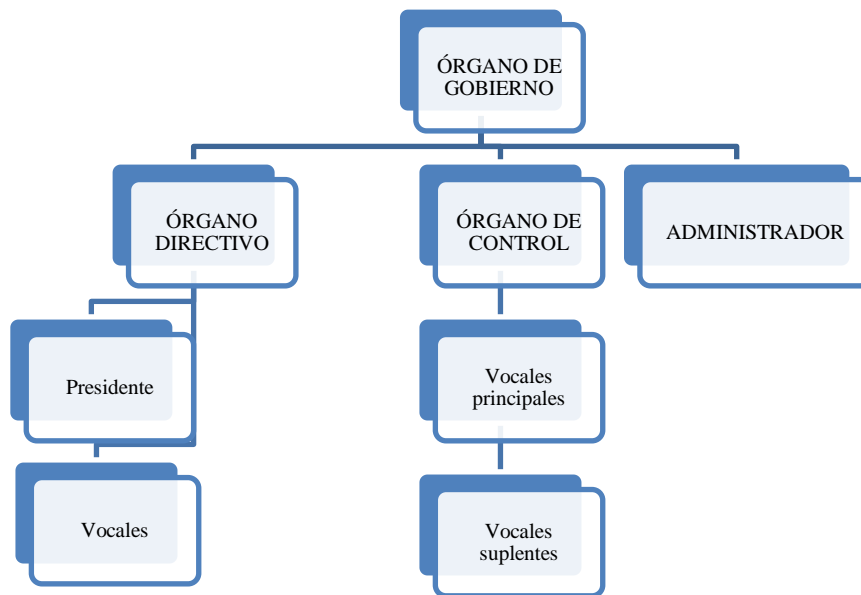 ÓRGANO DE
GOBIERNO
ÓRGANO
DIRECTIVO
ÓRGANO DE
CONTROL
ADMINISTRADOR
Presidente
Vocales
principales
Vocales
Vocales
suplentes